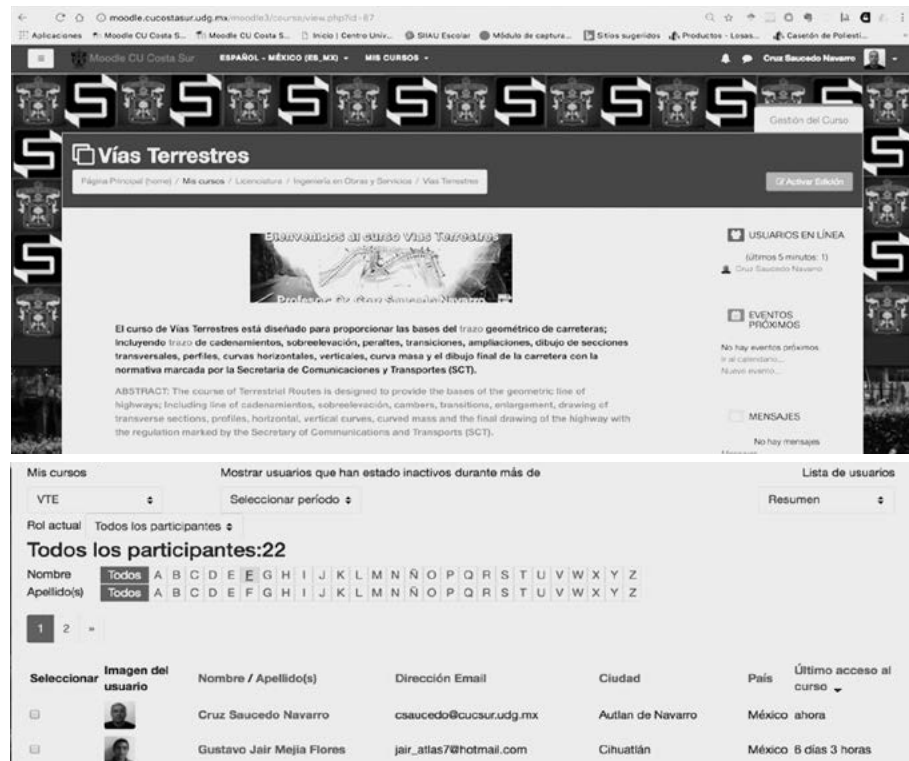 moodle.cucostasur.udg.mx/moodle3/course/view.php?id=87
Aplicaciones Moodle CU Costa S... Moodle CU Costa S... Inicio | Centro Univ... SIIAU Escolar Módulo de captura... Sitios sugeridos Productos - Losas... Casetón de Poliesti...
Moodle CU Costa Sur ESPAÑOL - MÉXICO (ES_MX) MIS CURSOS Cruz Saucedo Navarro
Gestión del Curso
Vías Terrestres
Página Principal (home) / Mis cursos / Licenciatura / Ingeniería en Obras y Servicios / Vías Terrestres
Activar Edición
Bienvenidos al curso Vías Terrestres
Profesor: Dr. Cruz Saucedo Navarro
El curso de Vías Terrestres está diseñado para proporcionar las bases del trazo geométrico de carreteras;
Incluyendo trazo de cadenamientos, sobreelevación, peraltes, transiciones, ampliaciones, dibujo de secciones
transversales, perfiles, curvas horizontales, verticales, curva masa y el dibujo final de la carretera con la
normativa marcada por la Secretaria de Comunicaciones y Transportes (SCT).
ABSTRACT: The course of Terrestrial Routes is designed to provide the bases of the geometric line of
highways; Including line of cadenamientos, sobreelevación, cambers, transitions, enlargement, drawing of
transverse sections, profiles, horizontal, vertical curves, curved mass and the final drawing of the highway with
the regulation marked by the Secretary of Communications and Transports (SCT).
USUARIOS EN LÍNEA
(últimos 5 minutos: 1)
Cruz Saucedo Navarro
EVENTOS
PRÓXIMOS
No hay eventos próximos
Ir al calendario...
Nuevo evento...
MENSAJES
No hay mensajes
Mis cursos Mostrar usuarios que han estado inactivos durante más de Lista de usuarios
VTE Seleccionar período Resumen
Rol actual Todos los participantes
Todos los participantes:22
Nombre Todos A B C D E F G H I J K L M N Ñ O P Q R S T U V W X Y Z
Apellido(s) Todos A B C D E F G H I J K L M N Ñ O P Q R S T U V W X Y Z
1 2 »
Seleccionar Imagen del usuario Nombre / Apellido(s) Dirección Email Ciudad País Último acceso al curso
Cruz Saucedo Navarro csaucedo@cucsur.udg.mx Autlan de Navarro México ahora
Gustavo Jair Mejia Flores jair_atlas7@hotmail.com Cihuatlán México 6 días 3 horas